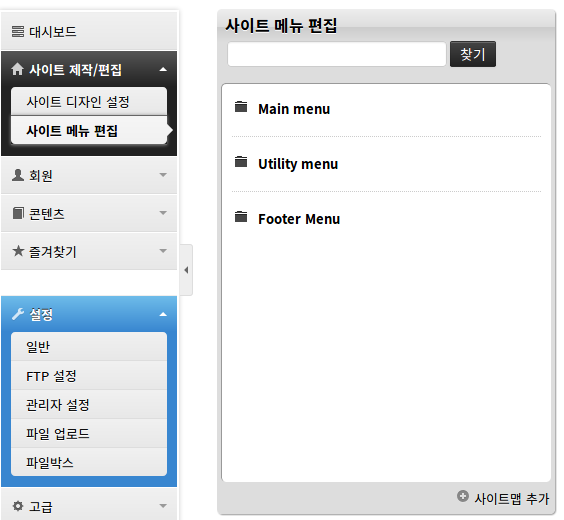 대시보드
사이트 제작/편집
사이트 디자인 설정
사이트 메뉴 편집
회원
콘텐츠
즐겨찾기
설정
일반
FTP 설정
관리자 설정
파일 업로드
파일박스
고급
사이트 메뉴 편집
찾기
Main menu
Utility menu
Footer Menu
사이트맵 추가